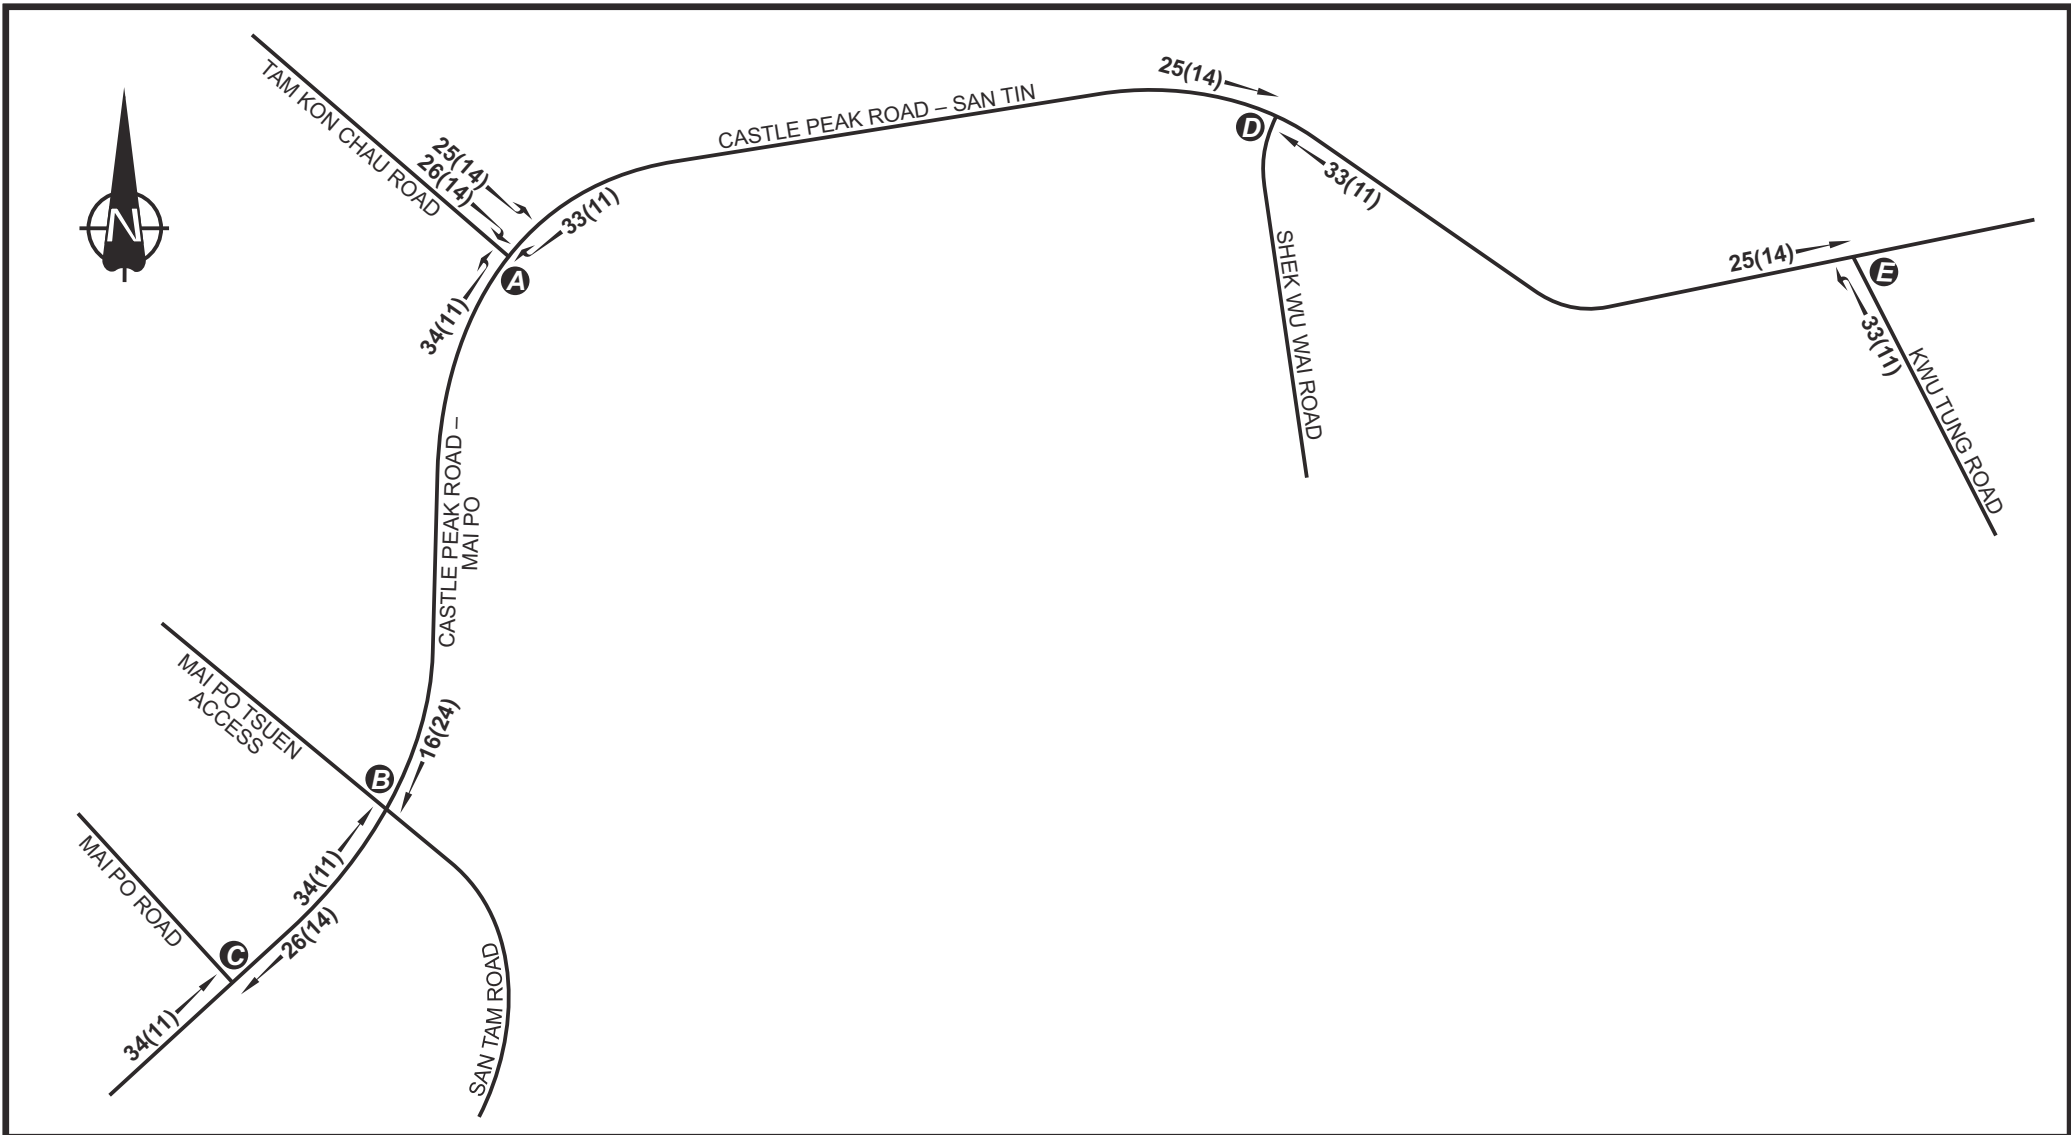 25(14)
TAM KON CHAU ROAD
CASTLE PEAK ROAD – SAN TIN
D
25(14)
26(14)
33(11)
33(11)
N
A
34(11)
SHEK WU WAI ROAD
25(14)
E
33(11)
KWU TUNG ROAD
CASTLE PEAK ROAD –
MAI PO
MAI PO TSUEN
ACCESS
16(24)
B
34(11)
MAI PO ROAD
C
26(14)
34(11)
SAN TAM ROAD